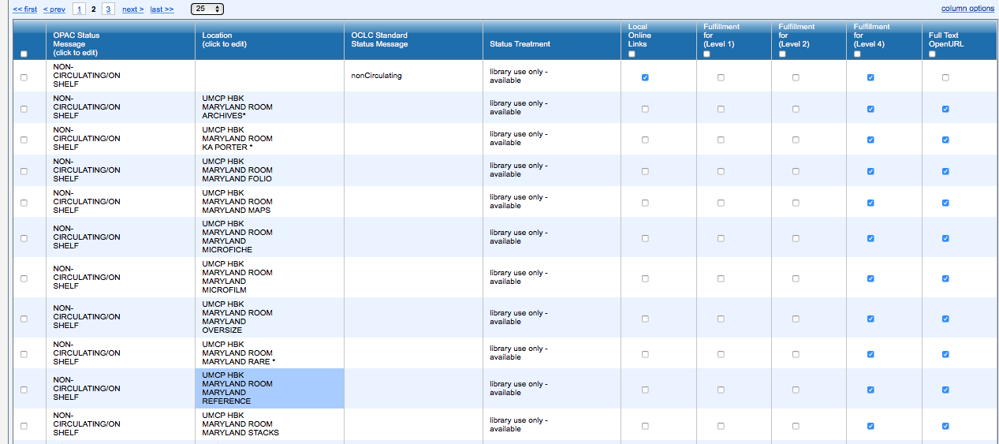 << first < prev 1 2 3 next > last >> 25
column options
OPAC Status
Message
(click to edit)
Location
(click to edit)
OCLC Standard
Status Message
Status Treatment
Local
Online
Links
Fulfillment
for
(Level 1)
Fulfillment
for
(Level 2)
Fulfillment
for
(Level 4)
Full Text
OpenURL
NON-
CIRCULATING/ON
SHELF
nonCirculating
library use only -
available
NON-
CIRCULATING/ON
SHELF
UMCP HBK
MARYLAND ROOM
ARCHIVES*
library use only -
available
NON-
CIRCULATING/ON
SHELF
UMCP HBK
MARYLAND ROOM
KA PORTER *
library use only -
available
NON-
CIRCULATING/ON
SHELF
UMCP HBK
MARYLAND ROOM
MARYLAND FOLIO
library use only -
available
NON-
CIRCULATING/ON
SHELF
UMCP HBK
MARYLAND ROOM
MARYLAND MAPS
library use only -
available
NON-
CIRCULATING/ON
SHELF
UMCP HBK
MARYLAND ROOM
MARYLAND
MICROFICHE
library use only -
available
NON-
CIRCULATING/ON
SHELF
UMCP HBK
MARYLAND ROOM
MARYLAND
MICROFILM
library use only -
available
NON-
CIRCULATING/ON
SHELF
UMCP HBK
MARYLAND ROOM
MARYLAND
OVERSIZE
library use only -
available
NON-
CIRCULATING/ON
SHELF
UMCP HBK
MARYLAND ROOM
MARYLAND RARE *
library use only -
available
NON-
CIRCULATING/ON
SHELF
UMCP HBK
MARYLAND ROOM
MARYLAND
REFERENCE
library use only -
available
NON-
CIRCULATING/ON
SHELF
UMCP HBK
MARYLAND ROOM
MARYLAND STACKS
library use only -
available